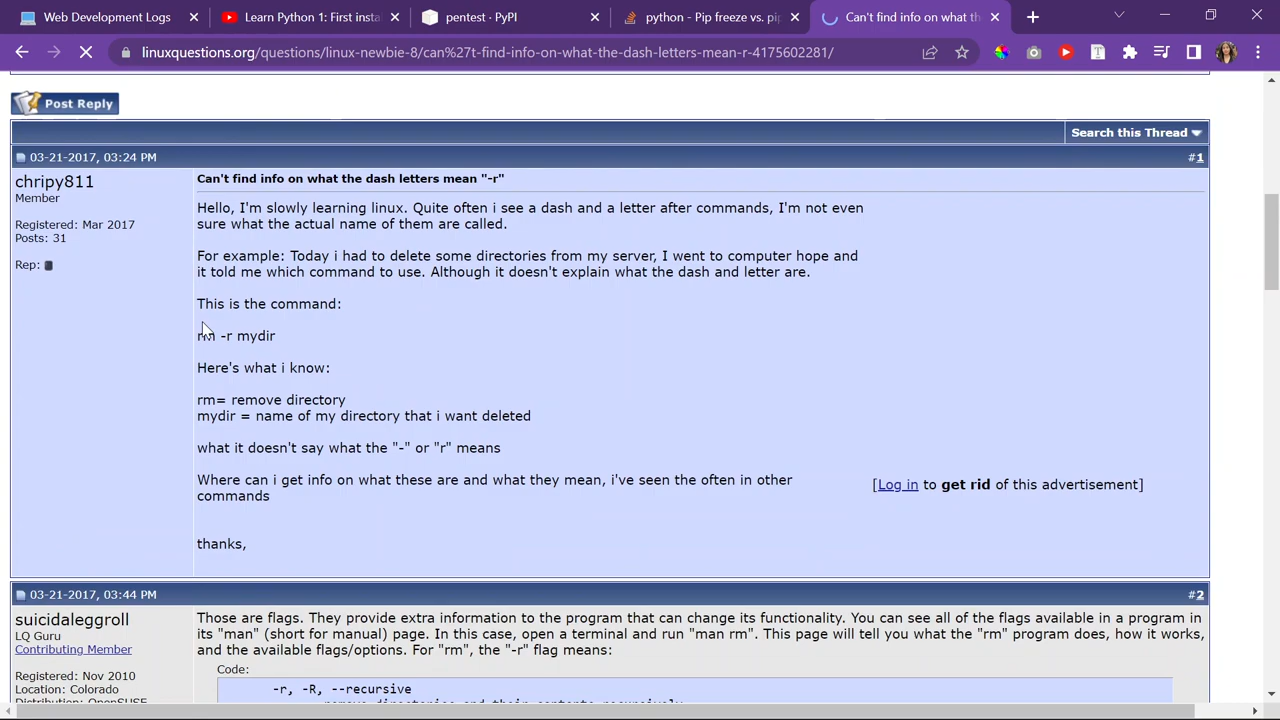 Web Development Logs
Learn Python 1: First insta
pentest · PyPI
python - Pip freeze vs. pip
Can't find info on what th
linuxquestions.org/questions/linux-newbie-8/can%27t-find-info-on-what-the-dash-letters-mean-r-4175602281/
Post Reply
Search this Thread
03-21-2017, 03:24 PM
#1
chripy811
Member
Registered: Mar 2017
Posts: 31
Rep:
Can't find info on what the dash letters mean "-r"
Hello, I'm slowly learning linux. Quite often i see a dash and a letter after commands, I'm not even
sure what the actual name of them are called.
For example: Today i had to delete some directories from my server, I went to computer hope and
it told me which command to use. Although it doesn't explain what the dash and letter are.
This is the command:
rm -r mydir
Here's what i know:
rm= remove directory
mydir = name of my directory that i want deleted
what it doesn't say what the "-" or "r" means
Where can i get info on what these are and what they mean, i've seen the often in other
commands
thanks,
[Log in to get rid of this advertisement]
03-21-2017, 03:44 PM
#2
suicidaleggroll
LQ Guru
Contributing Member
Registered: Nov 2010
Location: Colorado
Distribution: OpenSUSE
Those are flags. They provide extra information to the program that can change its functionality. You can see all of the flags available in a program in
its "man" (short for manual) page. In this case, open a terminal and run "man rm". This page will tell you what the "rm" program does, how it works,
and the available flags/options. For "rm", the "-r" flag means:
Code:
-r, -R, --recursive
remove directories and their contents recursively